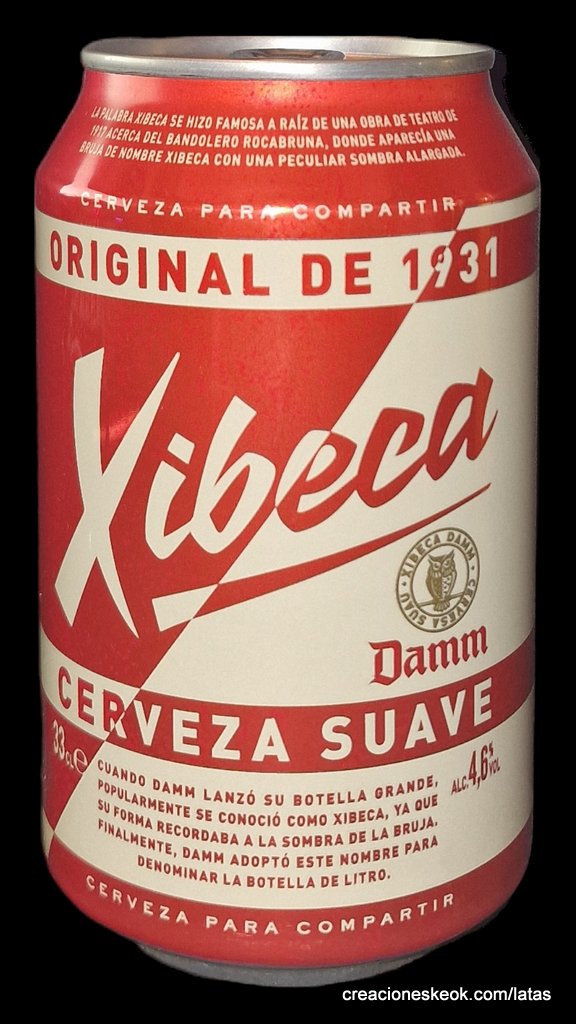 LA PALABRA XIBECA SE HIZO FAMOSA A RAÍZ DE UNA OBRA DE TEATRO DE
1917 ACERCA DEL BANDOLERO ROCABRUNA, DONDE APARECÍA UNA
BRUJA DE NOMBRE XIBECA CON UNA PECULIAR SOMBRA ALARGADA.
CERVEZA PARA COMPARTIR
ORIGINAL DE 1931
Xibeca
XIBECA DAMM
CERVESA SUAU
Damm
CERVEZA SUAVE
33 CL e
ALC. 4,6% VOL
CUANDO DAMM LANZÓ SU BOTELLA GRANDE,
POPULARMENTE SE CONOCIÓ COMO XIBECA, YA QUE
SU FORMA RECORDABA A LA SOMBRA DE LA BRUJA.
FINALMENTE, DAMM ADOPTÓ ESTE NOMBRE PARA
DENOMINAR LA BOTELLA DE LITRO.
CERVEZA PARA COMPARTIR
creacioneskeok.com/latas